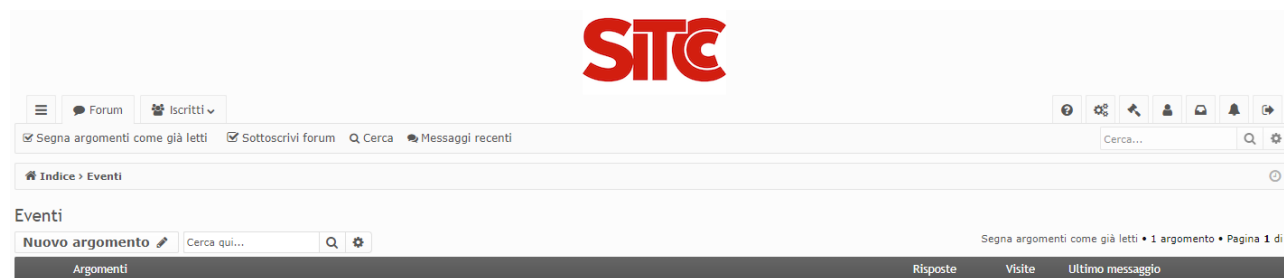 SITCC
Forum Iscritti
Segna argomenti come già letti Sottoscrivi forum Cerca Messaggi recenti Cerca...
Indice › Eventi
Eventi
Nuovo argomento Cerca qui... Segna argomenti come già letti • 1 argomento • Pagina 1 di
Argomenti Risposte Visite Ultimo messaggio